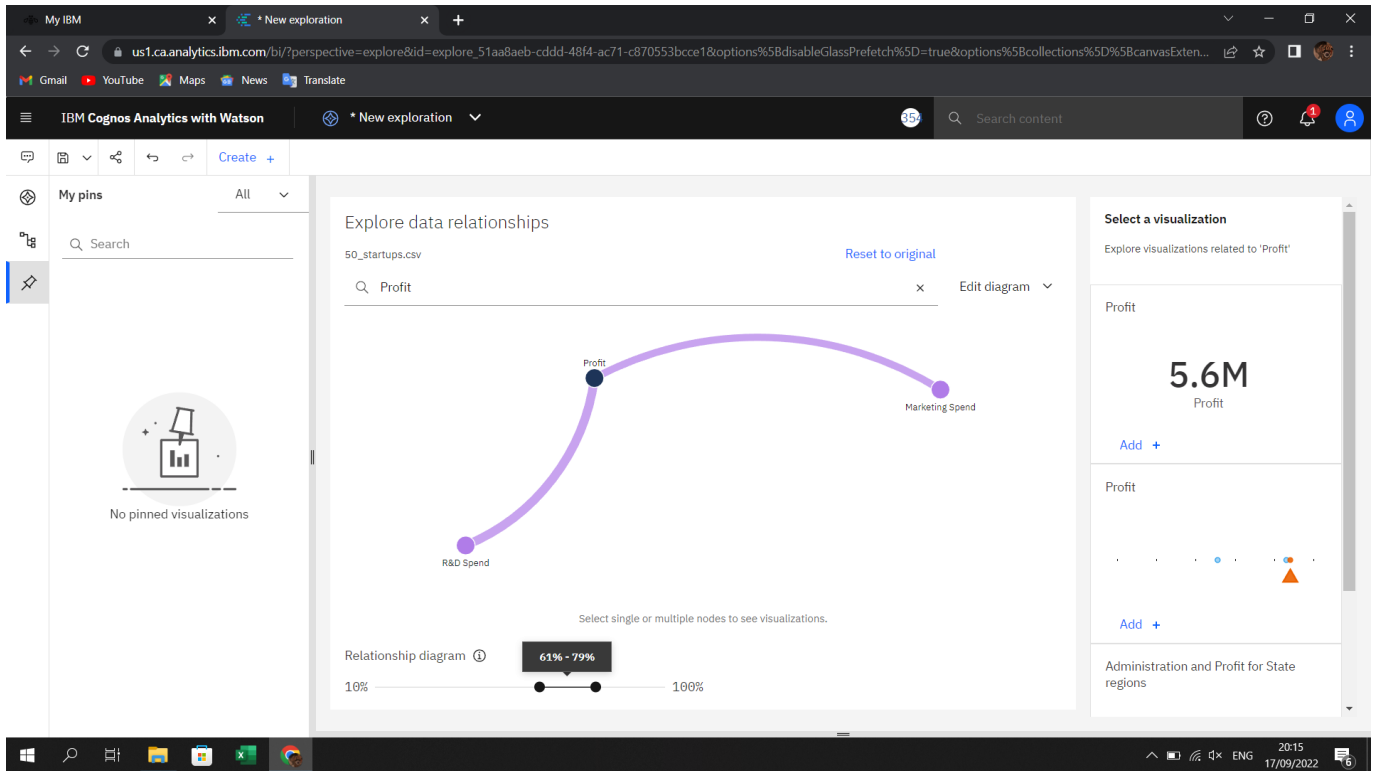 My IBM
* New exploration
us1.ca.analytics.ibm.com/bi/?perspective=explore&id=explore_51aa8aeb-cddd-48f4-ac71-c870553bcce1&options%5BdisableGlassPrefetch%5D=true&options%5Bcollections%5D%5BcanvasExten...
Gmail YouTube Maps News Translate
IBM Cognos Analytics with Watson
* New exploration
354
Search content
1
Create +
My pins
All
Search
No pinned visualizations
Explore data relationships
50_startups.csv
Reset to original
Profit
Edit diagram
Profit
Marketing Spend
R&D Spend
Select single or multiple nodes to see visualizations.
Relationship diagram
61% - 79%
10%
100%
Select a visualization
Explore visualizations related to 'Profit'
Profit
5.6M
Profit
Add +
Profit
Add +
Administration and Profit for State
regions
ENG
20:15
17/09/2022
6